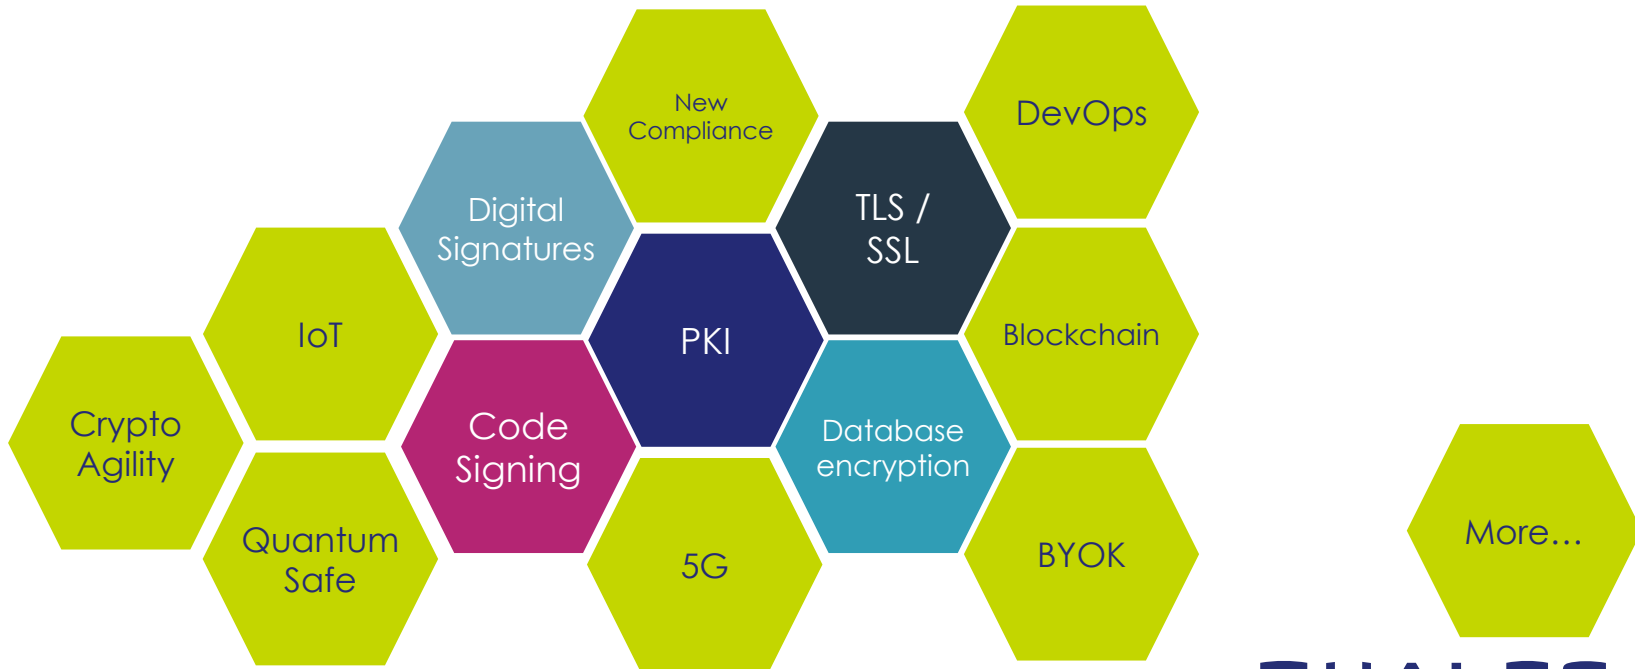 New
Compliance
DevOps
Digital
Signatures
TLS /
SSL
IoT
PKI
Blockchain
Crypto
Agility
Code
Signing
Database
encryption
Quantum
Safe
5G
BYOK
More...